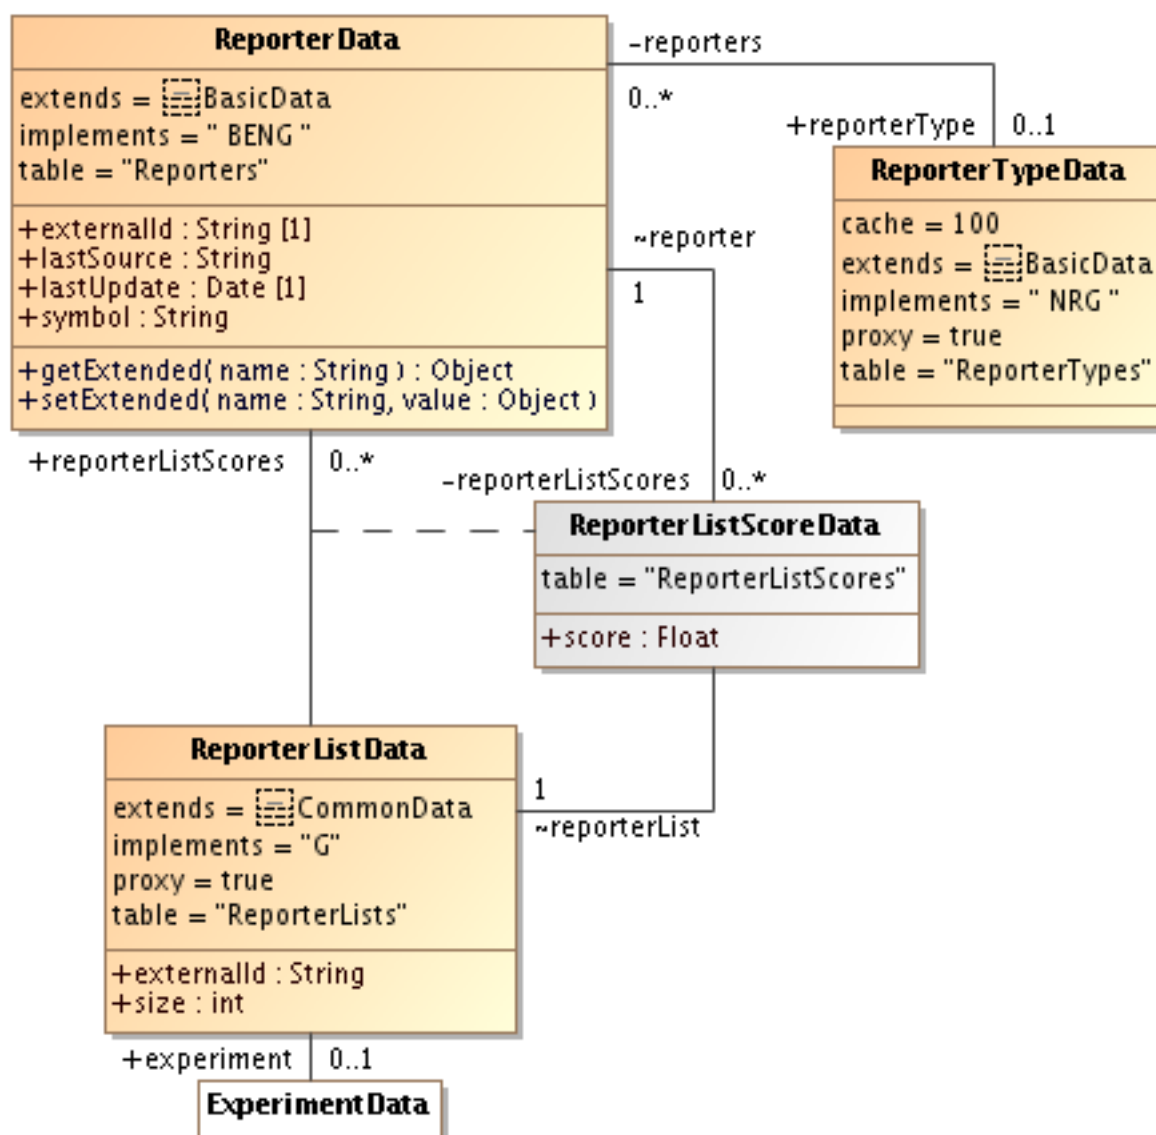 ReporterData
extends = BasicData
implements = " BENG "
table = "Reporters"
+externalId : String [1]
+lastSource : String
+lastUpdate : Date [1]
+symbol : String
+getExtended( name : String ) : Object
+setExtended( name : String, value : Object )
-reporters
0..*
+reporterType
0..1
ReporterTypeData
cache = 100
extends = BasicData
implements = " NRG "
proxy = true
table = "ReporterTypes"
~reporter
1
+reporterListScores
0..*
-reporterListScores
0..*
ReporterListScoreData
table = "ReporterListScores"
+score : Float
ReporterListData
extends = CommonData
implements = "G"
proxy = true
table = "ReporterLists"
+externalId : String
+size : int
1
~reporterList
+experiment
0..1
ExperimentData